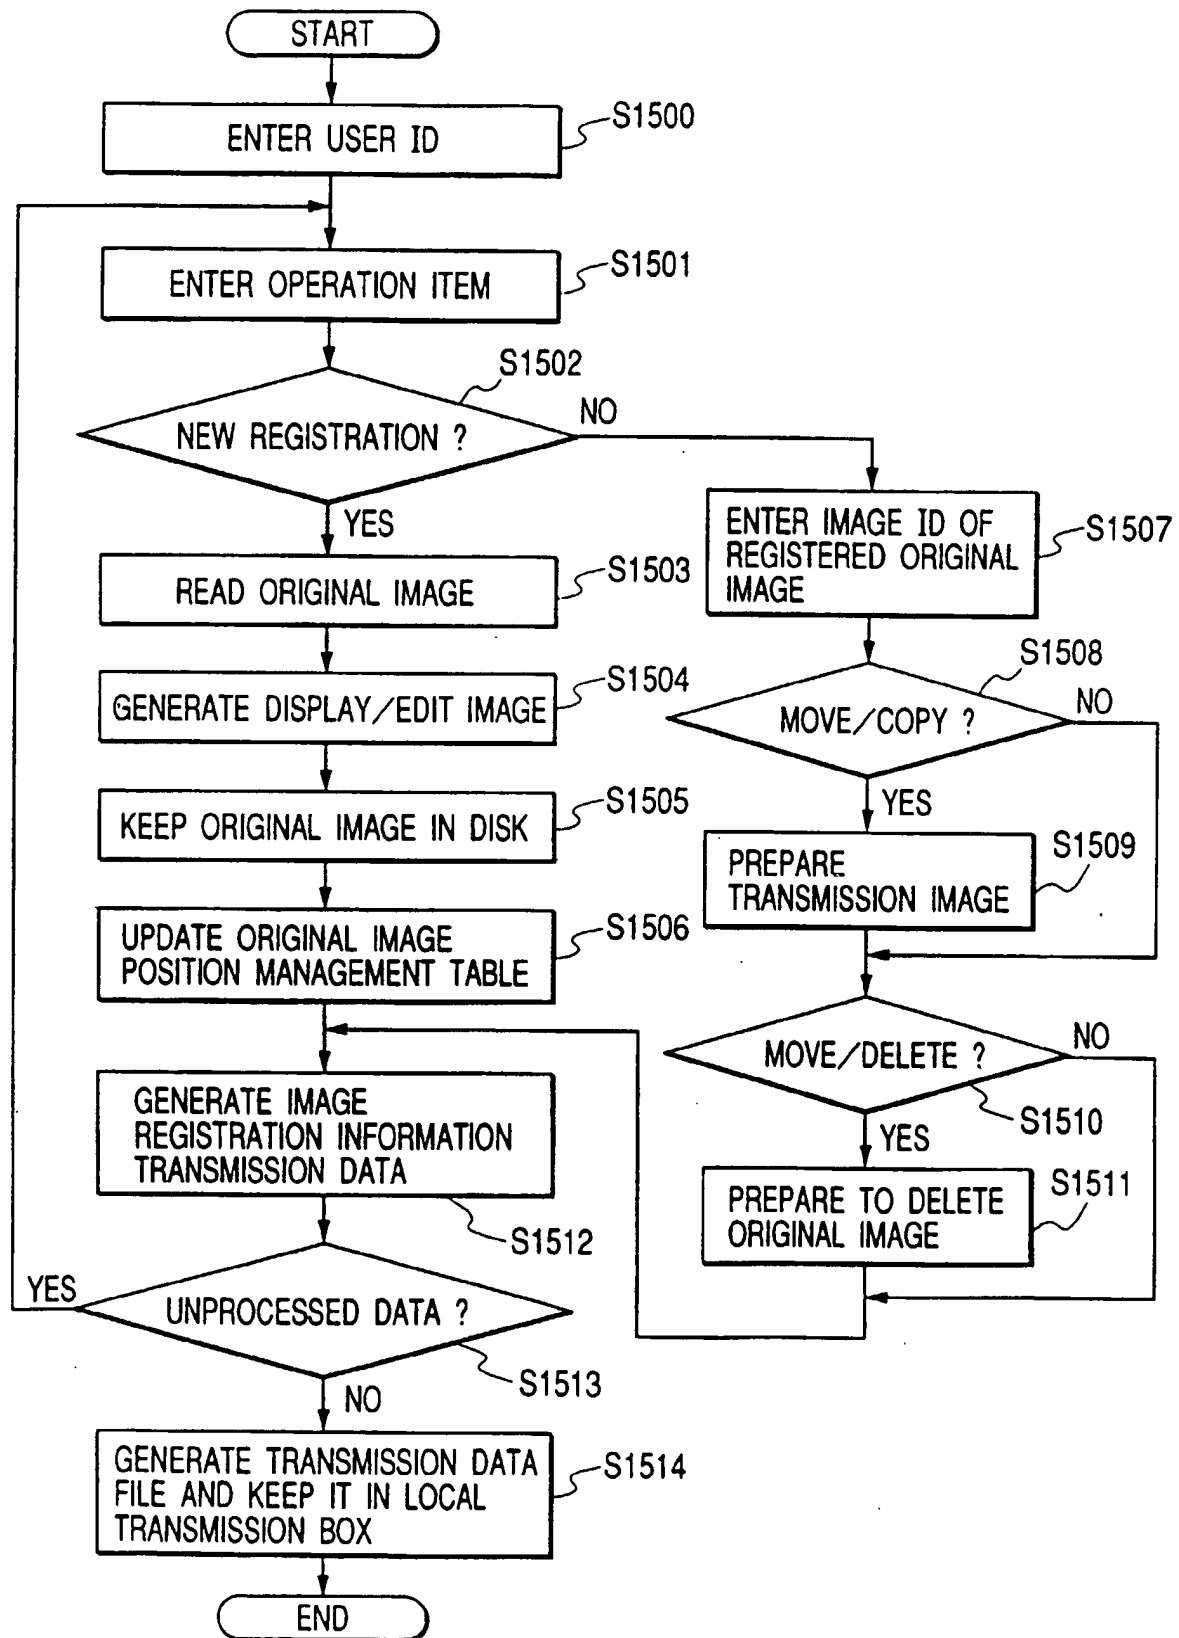 START
ENTER USER ID
S1500
ENTER OPERATION ITEM
S1501
NEW REGISTRATION ?
S1502
NO
YES
READ ORIGINAL IMAGE
S1503
GENERATE DISPLAY/EDIT IMAGE
S1504
KEEP ORIGINAL IMAGE IN DISK
S1505
UPDATE ORIGINAL IMAGE
POSITION MANAGEMENT TABLE
S1506
ENTER IMAGE ID OF
REGISTERED ORIGINAL
IMAGE
S1507
MOVE/COPY ?
S1508
NO
YES
PREPARE
TRANSMISSION IMAGE
S1509
MOVE/DELETE ?
NO
S1510
YES
PREPARE TO DELETE
ORIGINAL IMAGE
S1511
GENERATE IMAGE
REGISTRATION INFORMATION
TRANSMISSION DATA
S1512
YES
UNPROCESSED DATA ?
S1513
NO
GENERATE TRANSMISSION DATA
FILE AND KEEP IT IN LOCAL
TRANSMISSION BOX
S1514
END